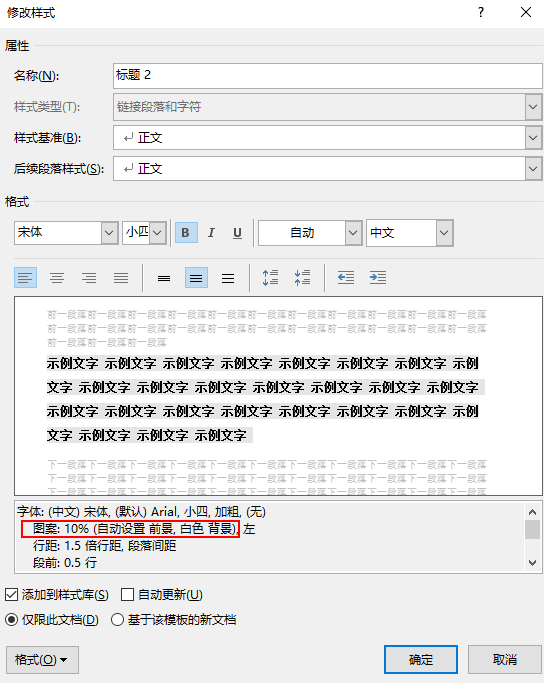 修改样式 ?
属性
名称(N): 标题 2
样式类型(T): 链接段落和字符
样式基准(B): 正文
后续段落样式(S): 正文
格式
宋体 小四 B I U 自动 中文
前一段落前一段落前一段落前一段落前一段落前一段落前一段落前一段落前一段落前一段落前一段落
前一段落前一段落前一段落前一段落前一段落前一段落前一段落前一段落前一段落前一段落前一段落
前一段落前一段落前一段落
示例文字 示例文字 示例文字 示例文字 示例文字 示例文字 示例文字 示例
文字 示例文字 示例文字 示例文字 示例文字 示例文字 示例文字 示例文字
示例文字 示例文字 示例文字 示例文字 示例文字 示例文字 示例文字 示例
文字 示例文字 示例文字 示例文字
下一段落下一段落下一段落下一段落下一段落下一段落下一段落下一段落下一段落下一段落下一段落
下一段落下一段落下一段落下一段落下一段落下一段落下一段落下一段落下一段落下一段落下一段落
下一段落下一段落下一段落下一段落下一段落下一段落下一段落下一段落下一段落下一段落下一段落
字体: (中文) 宋体, (默认) Arial, 小四, 加粗, (无)
图案: 10% (自动设置 前景, 白色 背景), 左
行距: 1.5 倍行距, 段落间距
段前: 0.5 行
添加到样式库(S) 自动更新(U)
仅限此文档(D) 基于该模板的新文档
格式(O) 确定 取消